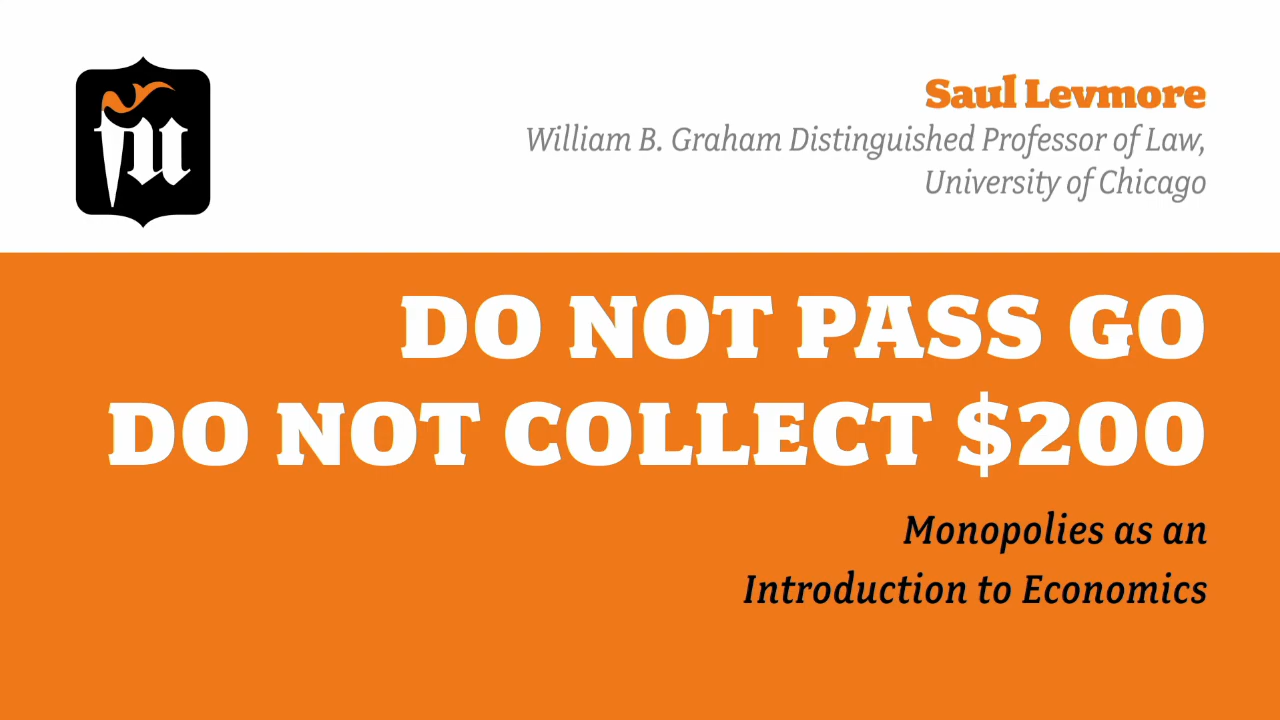 fu
Saul Levmore
William B. Graham Distinguished Professor of Law,
University of Chicago
DO NOT PASS GO
DO NOT COLLECT $200
Monopolies as an
Introduction to Economics